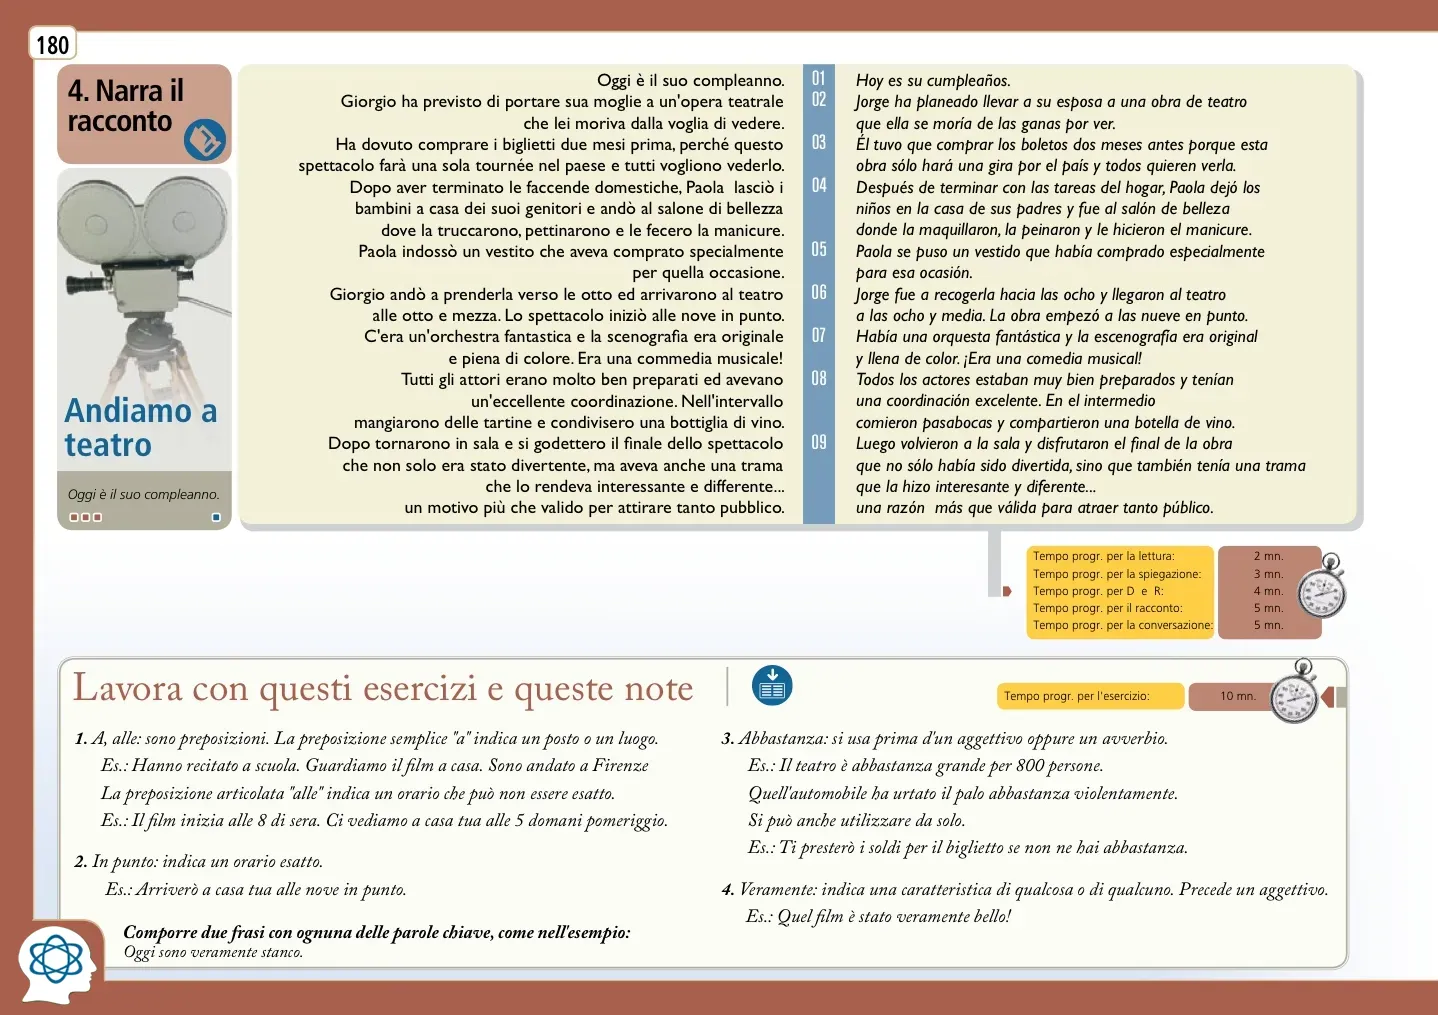 180
4. Narra il
racconto
Andiamo a
teatro
Oggi è il suo compleanno.
Oggi è il suo compleanno.
Giorgio ha previsto di portare sua moglie a un'opera teatrale
che lei moriva dalla voglia di vedere.
Ha dovuto comprare i biglietti due mesi prima, perché questo
spettacolo farà una sola tournée nel paese e tutti vogliono vederlo.
Dopo aver terminato le faccende domestiche, Paola lasciò i
bambini a casa dei suoi genitori e andò al salone di bellezza
dove la truccarono, pettinarono e le fecero la manicure.
Paola indossò un vestito che aveva comprato specialmente
per quella occasione.
Giorgio andò a prenderla verso le otto ed arrivarono al teatro
alle otto e mezza. Lo spettacolo iniziò alle nove in punto.
C'era un'orchestra fantastica e la scenografia era originale
e piena di colore. Era una commedia musicale!
Tutti gli attori erano molto ben preparati ed avevano
un'eccellente coordinazione. Nell'intervallo
mangiarono delle tartine e condivisero una bottiglia di vino.
Dopo tornarono in sala e si godettero il finale dello spettacolo
che non solo era stato divertente, ma aveva anche una trama
che lo rendeva interessante e differente...
un motivo più che valido per attirare tanto pubblico.
01
02
03
04
05
06
07
08
09
Hoy es su cumpleaños.
Jorge ha planeado llevar a su esposa a una obra de teatro
que ella se moría de las ganas por ver.
Él tuvo que comprar los boletos dos meses antes porque esta
obra sólo hará una gira por el país y todos quieren verla.
Después de terminar con las tareas del hogar, Paola dejó los
niños en la casa de sus padres y fue al salón de belleza
donde la maquillaron, la peinaron y le hicieron el manicure.
Paola se puso un vestido que había comprado especialmente
para esa ocasión.
Jorge fue a recogerla hacia las ocho y llegaron al teatro
a las ocho y media. La obra empezó a las nueve en punto.
Había una orquesta fantástica y la escenografía era original
y llena de color. ¡Era una comedia musical!
Todos los actores estaban muy bien preparados y tenían
una coordinación excelente. En el intermedio
comieron pasabocas y compartieron una botella de vino.
Luego volvieron a la sala y disfrutaron el final de la obra
que no sólo había sido divertida, sino que también tenía una trama
que la hizo interesante y diferente...
una razón más que válida para atraer tanto público.
Tempo progr. per la lettura: 2 mn.
Tempo progr. per la spiegazione: 3 mn.
Tempo progr. per D e R: 4 mn.
Tempo progr. per il racconto: 5 mn.
Tempo progr. per la conversazione: 5 mn.
Lavora con questi esercizi e queste note
Tempo progr. per l'esercizio: 10 mn.
1. A, alle: sono preposizioni. La preposizione semplice "a" indica un posto o un luogo.
Es.: Hanno recitato a scuola. Guardiamo il film a casa. Sono andato a Firenze
La preposizione articolata "alle" indica un orario che può non essere esatto.
Es.: Il film inizia alle 8 di sera. Ci vediamo a casa tua alle 5 domani pomeriggio.
2. In punto: indica un orario esatto.
Es.: Arriverò a casa tua alle nove in punto.
Comporre due frasi con ognuna delle parole chiave, come nell'esempio:
Oggi sono veramente stanco.
3. Abbastanza: si usa prima d'un aggettivo oppure un avverbio.
Es.: Il teatro è abbastanza grande per 800 persone.
Quell'automobile ha urtato il palo abbastanza violentamente.
Si può anche utilizzare da solo.
Es.: Ti presterò i soldi per il biglietto se non ne hai abbastanza.
4. Veramente: indica una caratteristica di qualcosa o di qualcuno. Precede un aggettivo.
Es.: Quel film è stato veramente bello!